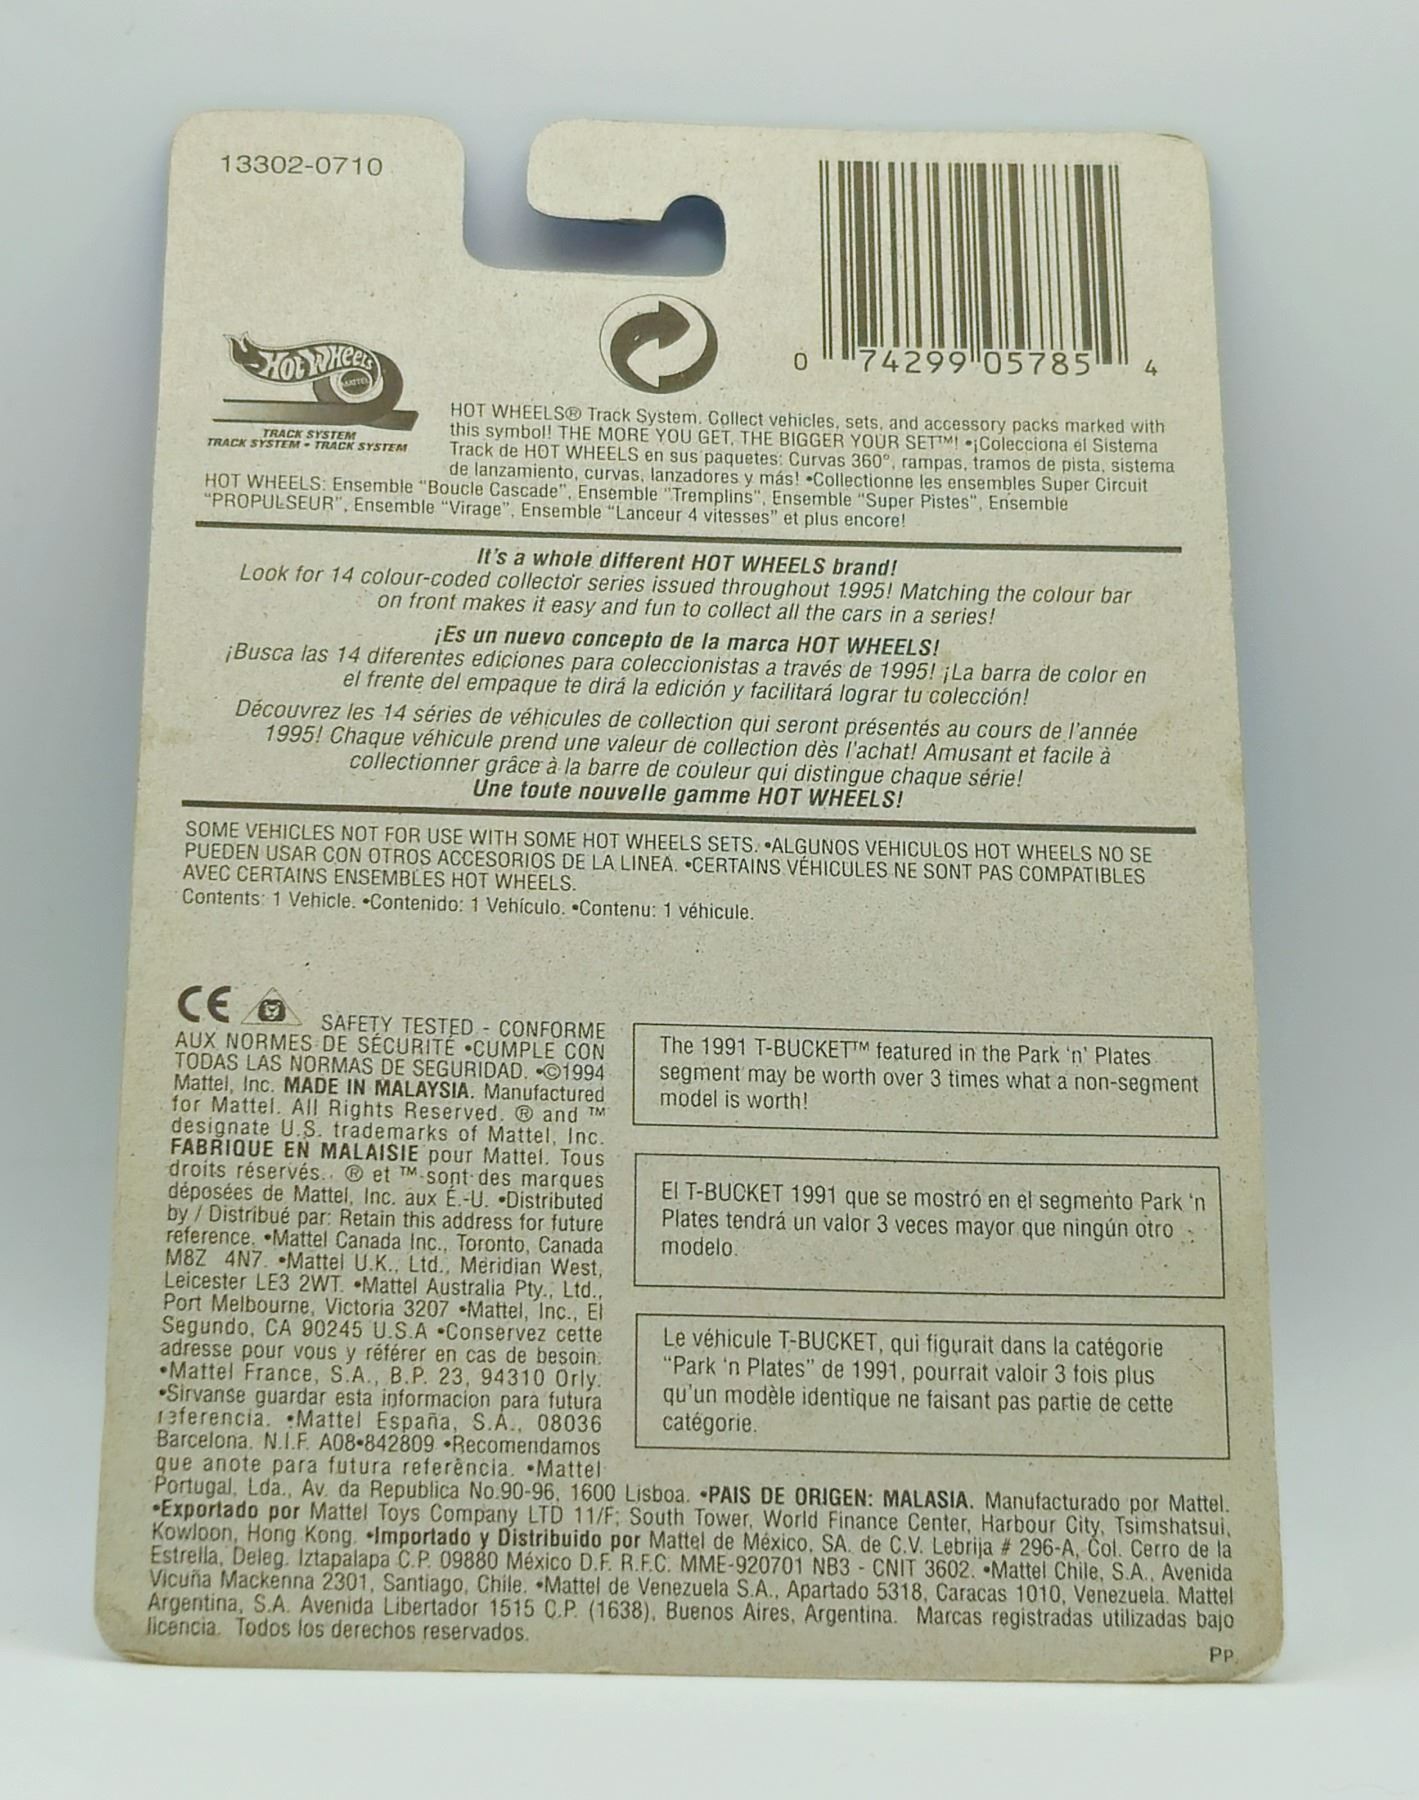 13302-0710
0 74299 05785 4
HOT WHEELS
MATTEL
TRACK SYSTEM
TRACK SYSTEM • TRACK SYSTEM
HOT WHEELS® Track System. Collect vehicles, sets, and accessory packs marked with
this symbol! THE MORE YOU GET, THE BIGGER YOUR SET™! •¡Colecciona el Sistema
Track de HOT WHEELS en sus paquetes: Curvas 360°, rampas, tramos de pista, sistema
de lanzamiento, curvas, lanzadores y más! •Collectionne les ensembles Super Circuit
HOT WHEELS: Ensemble "Boucle Cascade", Ensemble "Tremplins", Ensemble "Super Pistes", Ensemble
"PROPULSEUR", Ensemble "Virage", Ensemble "Lanceur 4 vitesses" et plus encore!
It's a whole different HOT WHEELS brand!
Look for 14 colour-coded collector series issued throughout 1995! Matching the colour bar
on front makes it easy and fun to collect all the cars in a series!
¡Es un nuevo concepto de la marca HOT WHEELS!
¡Busca las 14 diferentes ediciones para coleccionistas a través de 1995! ¡La barra de color en
el frente del empaque te dirá la edición y facilitará lograr tu colección!
Découvrez les 14 séries de véhicules de collection qui seront présentés au cours de l'année
1995! Chaque véhicule prend une valeur de collection dès l'achat! Amusant et facile à
collectionner grâce à la barre de couleur qui distingue chaque série!
Une toute nouvelle gamme HOT WHEELS!
SOME VEHICLES NOT FOR USE WITH SOME HOT WHEELS SETS. •ALGUNOS VEHICULOS HOT WHEELS NO SE
PUEDEN USAR CON OTROS ACCESORIOS DE LA LINEA. •CERTAINS VÉHICULES NE SONT PAS COMPATIBLES
AVEC CERTAINS ENSEMBLES HOT WHEELS.
Contents: 1 Vehicle. •Contenido: 1 Vehículo. •Contenu: 1 véhicule.
CE
SAFETY TESTED - CONFORME
AUX NORMES DE SÉCURITÉ •CUMPLE CON
TODAS LAS NORMAS DE SEGURIDAD. •©1994
Mattel, Inc. MADE IN MALAYSIA. Manufactured
for Mattel. All Rights Reserved. ® and ™
designate U.S. trademarks of Mattel, Inc.
FABRIQUE EN MALAISIE pour Mattel. Tous
droits réservés. ® et ™ sont des marques
déposées de Mattel, Inc. aux É.-U. •Distributed
by / Distribué par: Retain this address for future
reference. •Mattel Canada Inc., Toronto, Canada
M8Z 4N7. •Mattel U.K., Ltd., Meridian West,
Leicester LE3 2WT. •Mattel Australia Pty., Ltd.,
Port Melbourne, Victoria 3207 •Mattel, Inc., El
Segundo, CA 90245 U.S.A •Conservez cette
adresse pour vous y référer en cas de besoin.
•Mattel France, S.A., B.P. 23, 94310 Orly.
•Sirvanse guardar esta informacion para futura
referencia. •Mattel España, S.A., 08036
Barcelona. N.I.F. A08•842809 •Recomendamos
que anote para futura referência. •Mattel
Portugal, Lda., Av. da Republica No.90-96, 1600 Lisboa. •PAIS DE ORIGEN: MALASIA. Manufacturado por Mattel.
•Exportado por Mattel Toys Company LTD 11/F; South Tower, World Finance Center, Harbour City, Tsimshatsui,
Kowloon, Hong Kong. •Importado y Distribuido por Mattel de México, SA. de C.V. Lebrija # 296-A, Col. Cerro de la
Estrella, Deleg. Iztapalapa C.P. 09880 México D.F. R.F.C. MME-920701 NB3 - CNIT 3602. •Mattel Chile, S.A., Avenida
Vicuña Mackenna 2301, Santiago, Chile. •Mattel de Venezuela S.A., Apartado 5318, Caracas 1010, Venezuela. Mattel
Argentina, S.A. Avenida Libertador 1515 C.P. (1638), Buenos Aires, Argentina. Marcas registradas utilizadas bajo
licencia. Todos los derechos reservados.
The 1991 T-BUCKET™ featured in the Park 'n' Plates
segment may be worth over 3 times what a non-segment
model is worth!
El T-BUCKET 1991 que se mostró en el segmento Park 'n
Plates tendrá un valor 3 veces mayor que ningún otro
modelo.
Le véhicule T-BUCKET, qui figurait dans la catégorie
"Park 'n Plates" de 1991, pourrait valoir 3 fois plus
qu'un modèle identique ne faisant pas partie de cette
catégorie.
PP